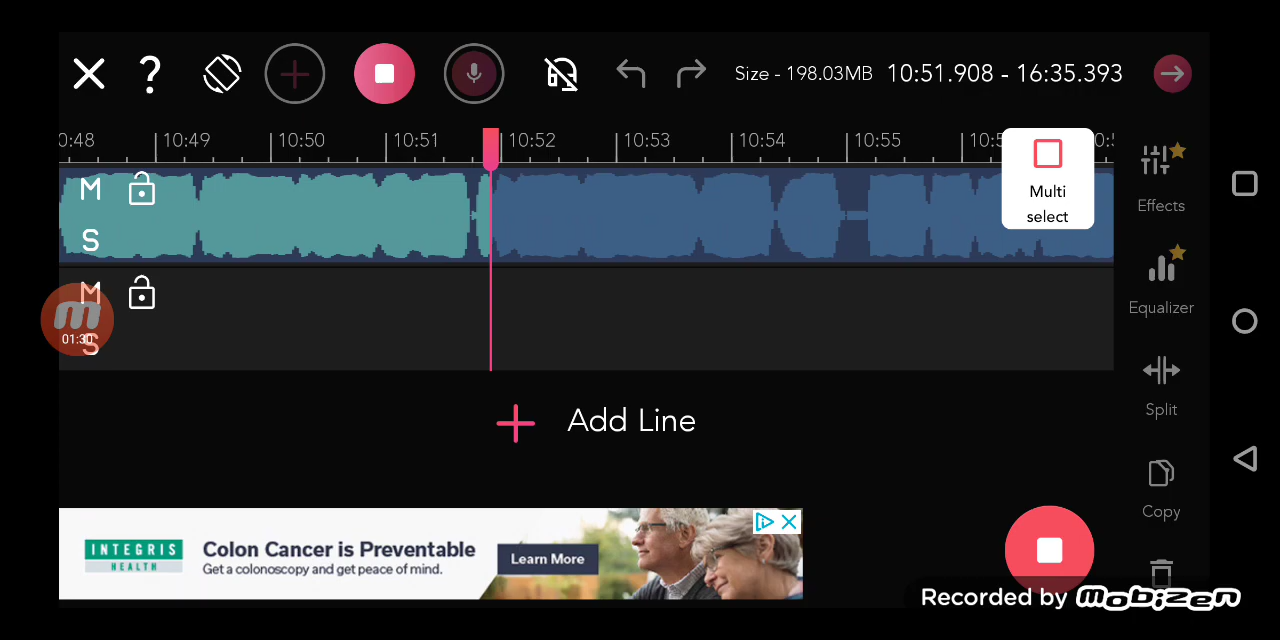 ?
Size - 198.03MB
10:51.908 - 16:35.393
0:48
10:49
10:50
10:51
10:52
10:53
10:54
10:55
M
S
Multi
select
Effects
Equalizer
M
S
01:30
Split
Add Line
Copy
INTEGRIS
HEALTH
Colon Cancer is Preventable
Get a colonoscopy and get peace of mind.
Learn More
Recorded by mobizen